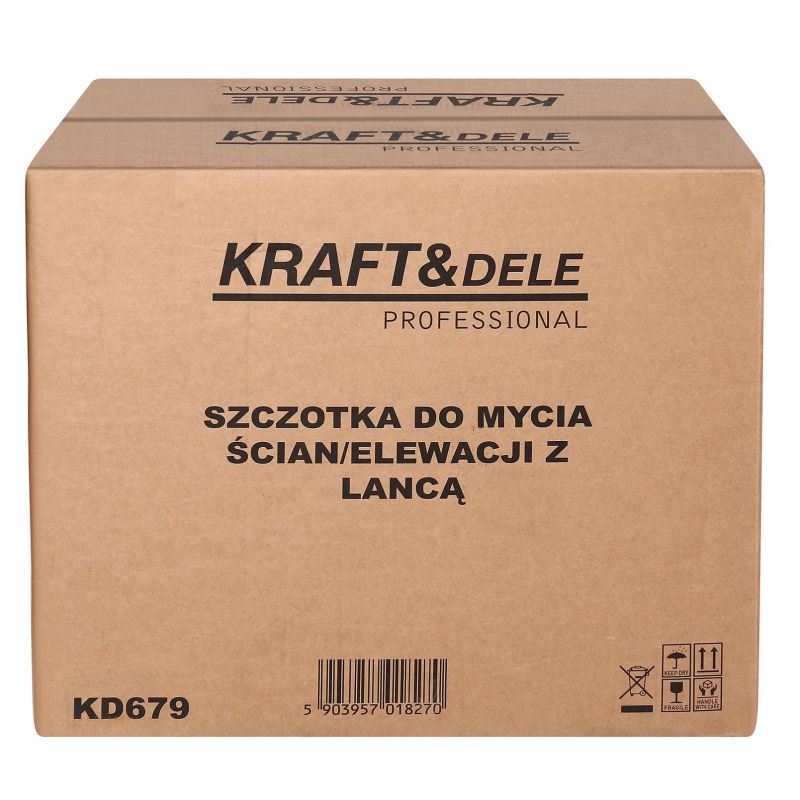 PROFESSIONAL
KRAFT&DELE
KRAFT&DELE
PROFESSIONAL
KRAFT&DELE
PROFESSIONAL
SZCZOTKA DO MYCIA
ŚCIAN/ELEWACJI Z
LANCĄ
KD679
5 903957 018270
KEEP DRY
FRAGILE
HANDLE
WITH CARE